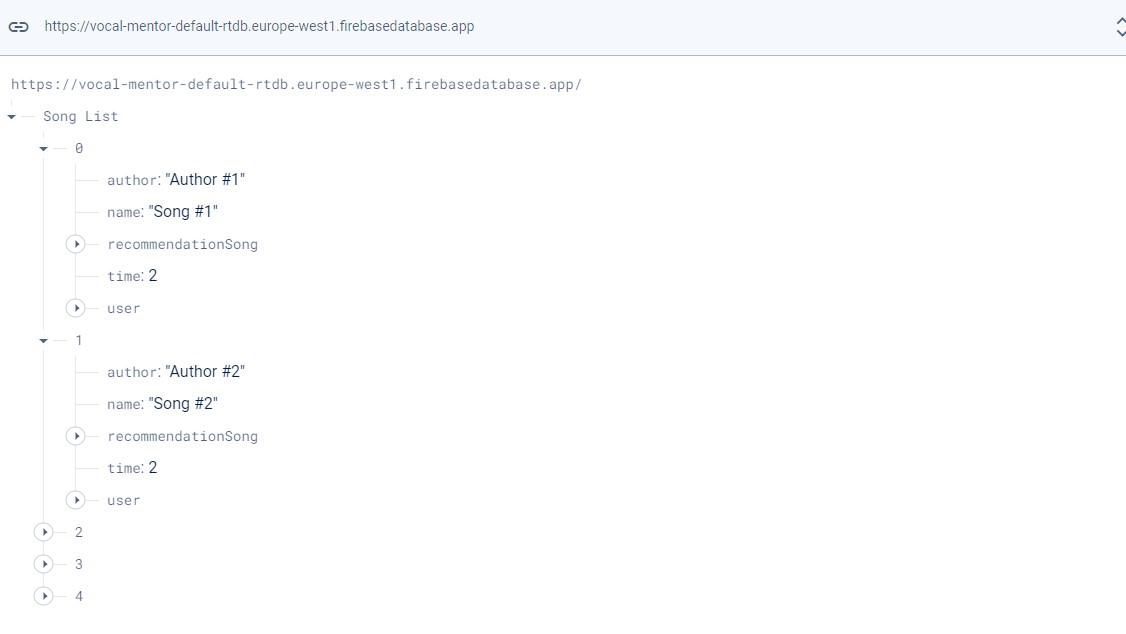 https://vocal-mentor-default-rtdb.europe-west1.firebasedatabase.app
https://vocal-mentor-default-rtdb.europe-west1.firebasedatabase.app/
Song List
0
author: "Author #1"
name: "Song #1"
recommendationSong
time: 2
user
1
author: "Author #2"
name: "Song #2"
recommendationSong
time: 2
user
2
3
4